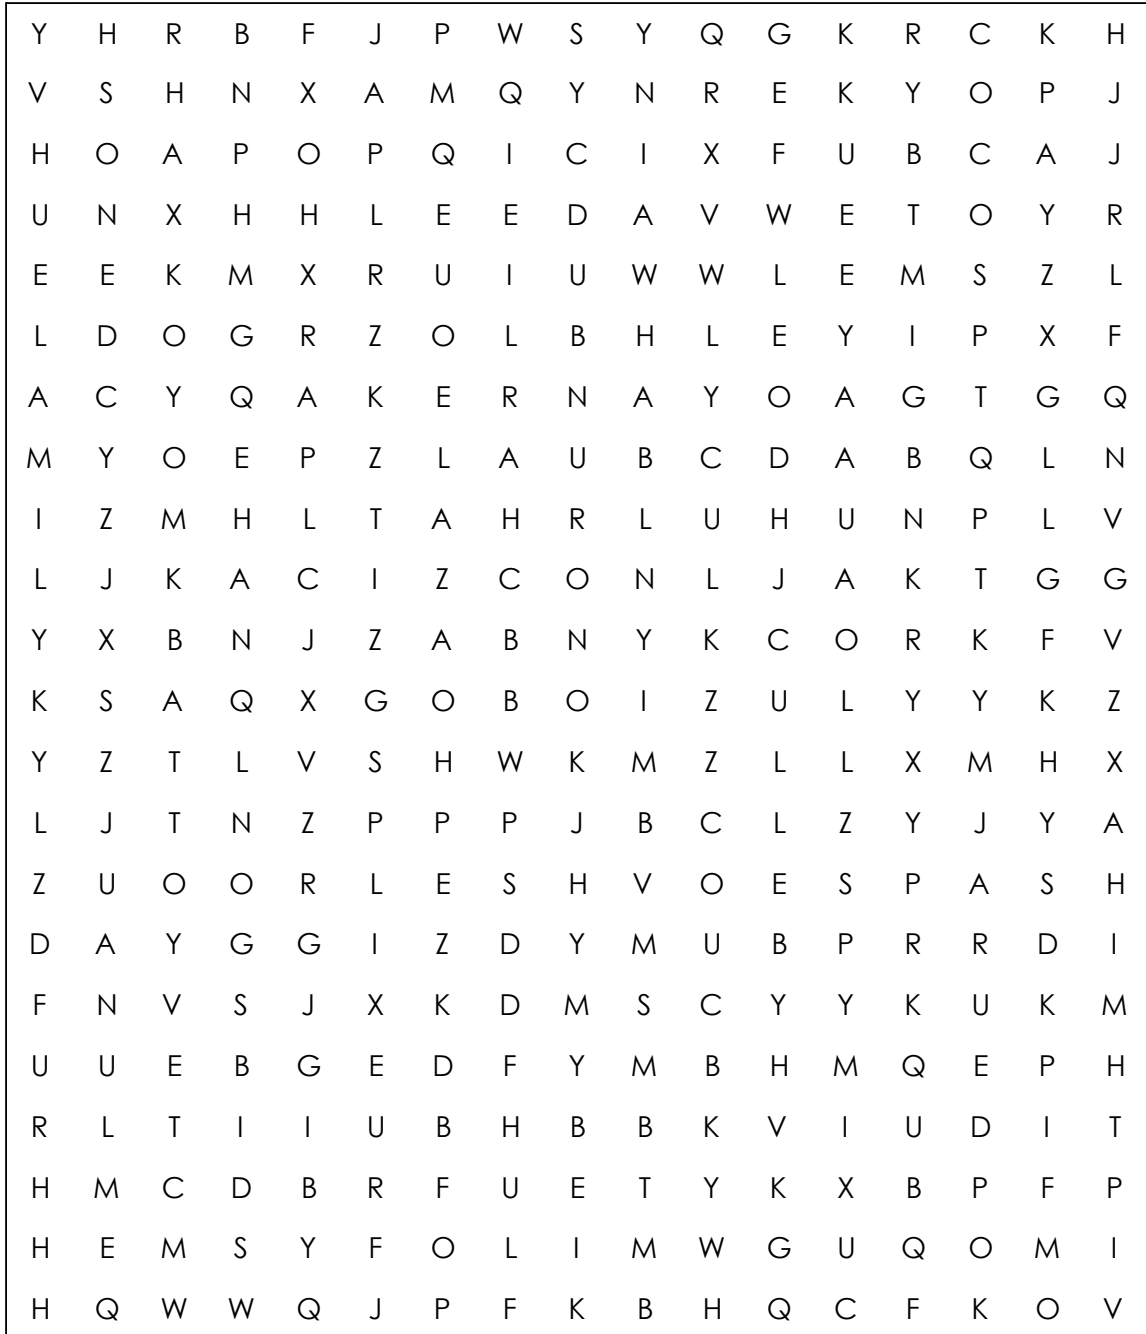 Y H R B F J P W S Y Q G K R C K H
V S H N X A M Q Y N R E K Y O P J
H O A P O P Q I C I X F U B C A J
U N X H H L E E D A V W E T O Y R
E E K M X R U I U W W L E M S Z L
L D O G R Z O L B H L E Y I P X F
A C Y Q A K E R N A Y O A G T G Q
M Y O E P Z L A U B C D A B Q L N
I Z M H L T A H R L U H U N P L V
L J K A C I Z C O N L J A K T G G
Y X B N J Z A B N Y K C O R K F V
K S A Q X G O B O I Z U L Y Y K Z
Y Z T L V S H W K M Z L L X M H X
L J T N Z P P P J B C L Z Y J Y A
Z U O O R L E S H V O E S P A S H
D A Y G G I Z D Y M U B P R R D I
F N V S J X K D M S C Y Y K U K M
U U E B G E D F Y M B H M Q E P H
R L T I I U B H B B K V I U D I T
H M C D B R F U E T Y K X B P F P
H E M S Y F O L I M W G U Q O M I
H Q W W Q J P F K B H Q C F K O V